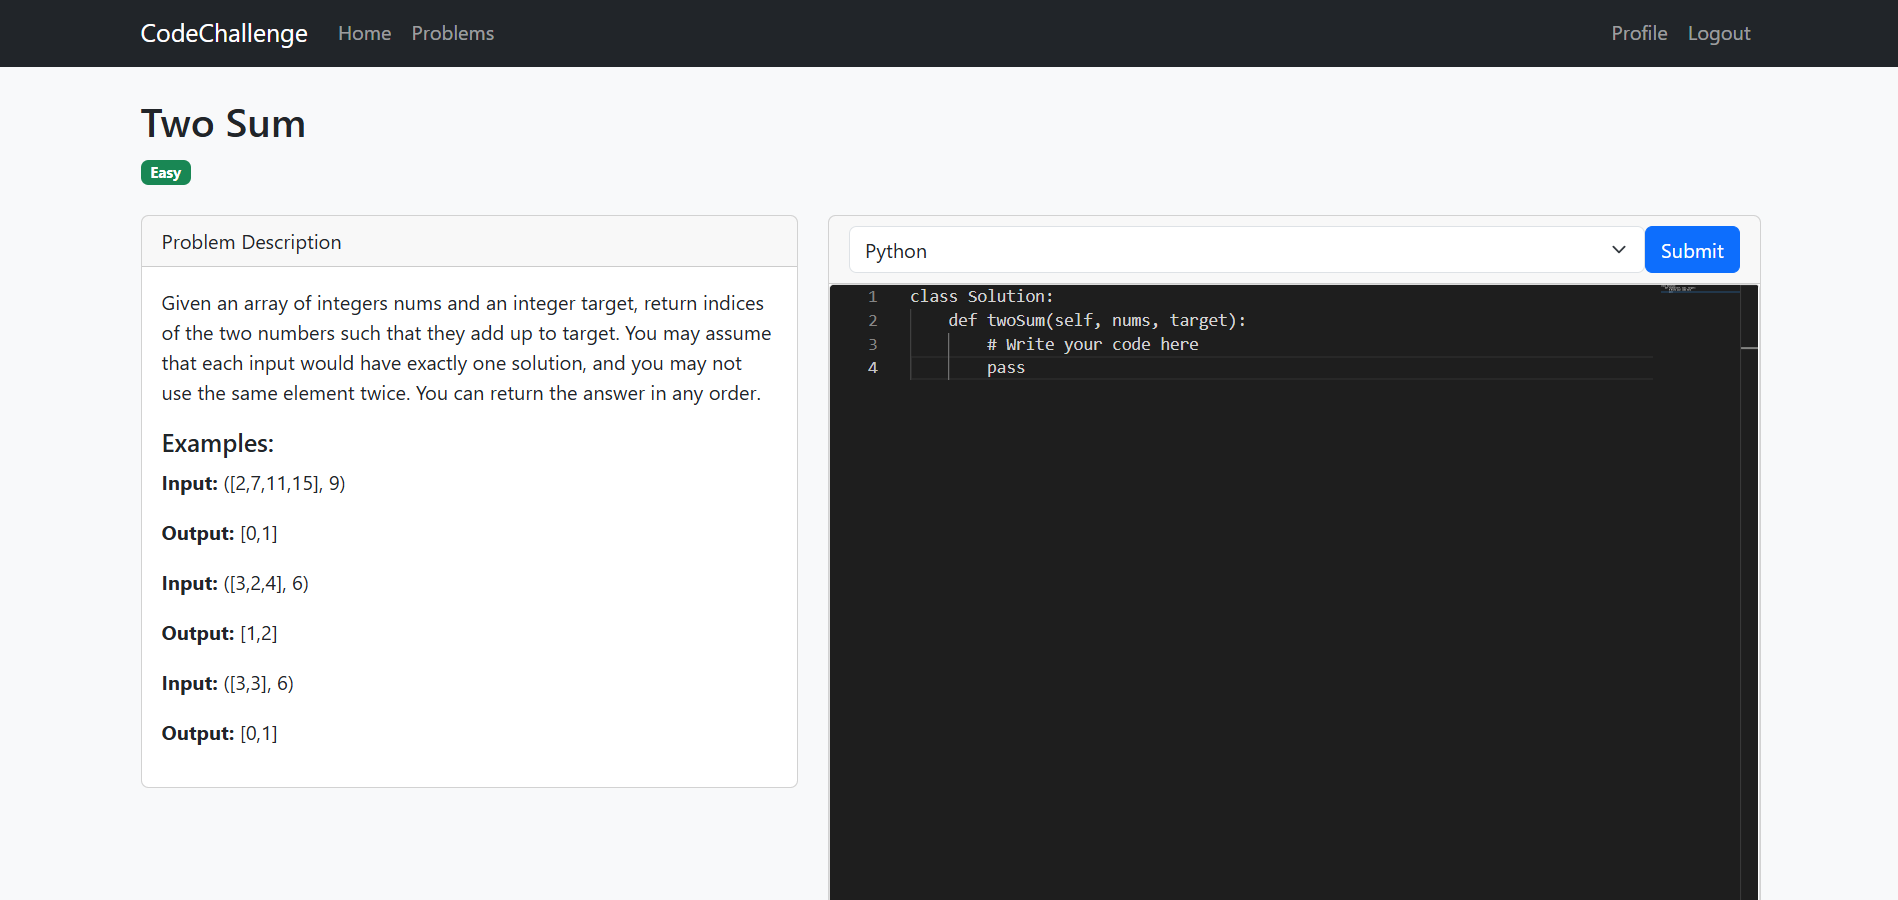 CodeChallenge Home Problems Profile Logout
Two Sum
Easy
Problem Description
Given an array of integers nums and an integer target, return indices
of the two numbers such that they add up to target. You may assume
that each input would have exactly one solution, and you may not
use the same element twice. You can return the answer in any order.
Examples:
Input: ([2,7,11,15], 9)
Output: [0,1]
Input: ([3,2,4], 6)
Output: [1,2]
Input: ([3,3], 6)
Output: [0,1]
Python Submit
1 class Solution:
2     def twoSum(self, nums, target):
3         # Write your code here
4         pass